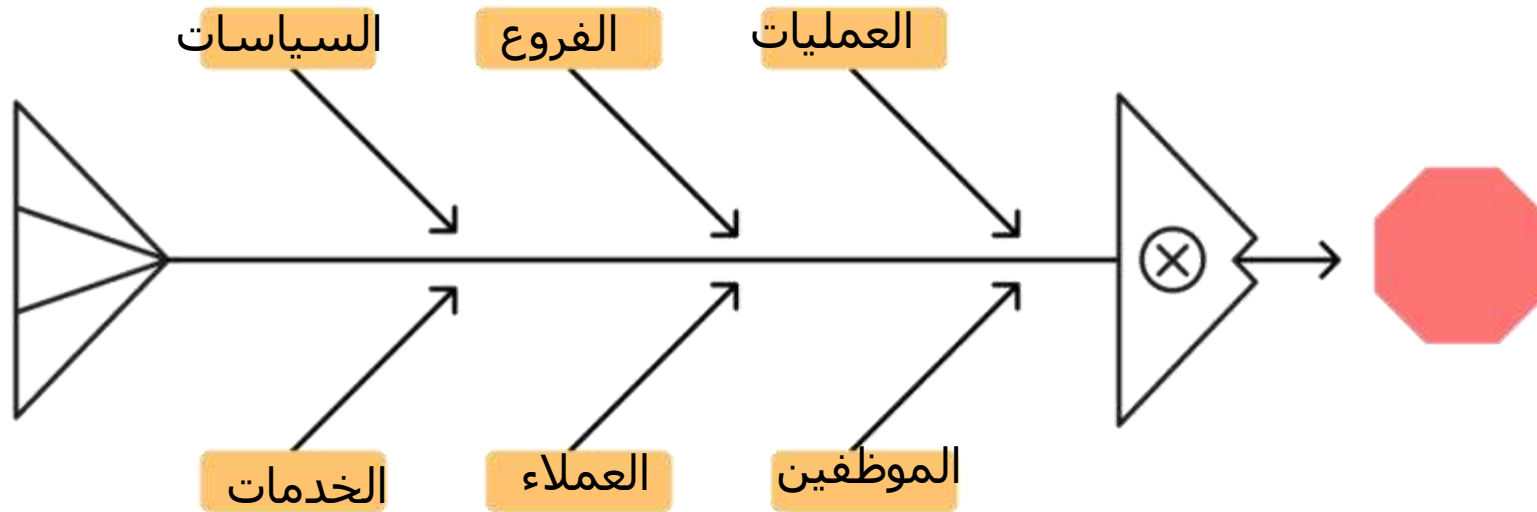 العمليات
الفروع
السياسات
الموظفين
العملاء
الخدمات